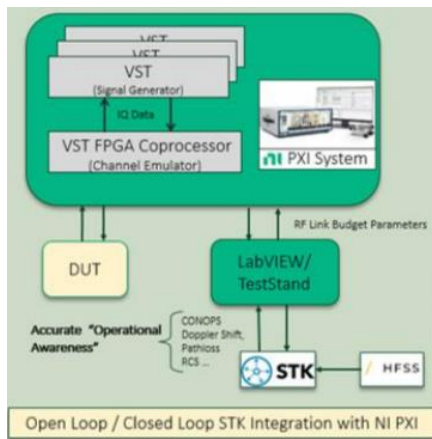 VST
VST
VST
(Signal Generator)
IQ Data
VST FPGA Coprocessor
(Channel Emulator)
ni PXI System
RF Link Budget Parameters
DUT
LabVIEW/
TestStand
Accurate “Operational
Awareness”
CONOPS
Doppler Shift,
Pathloss
RCS ...
STK
HFSS
Open Loop / Closed Loop STK Integration with NI PXI